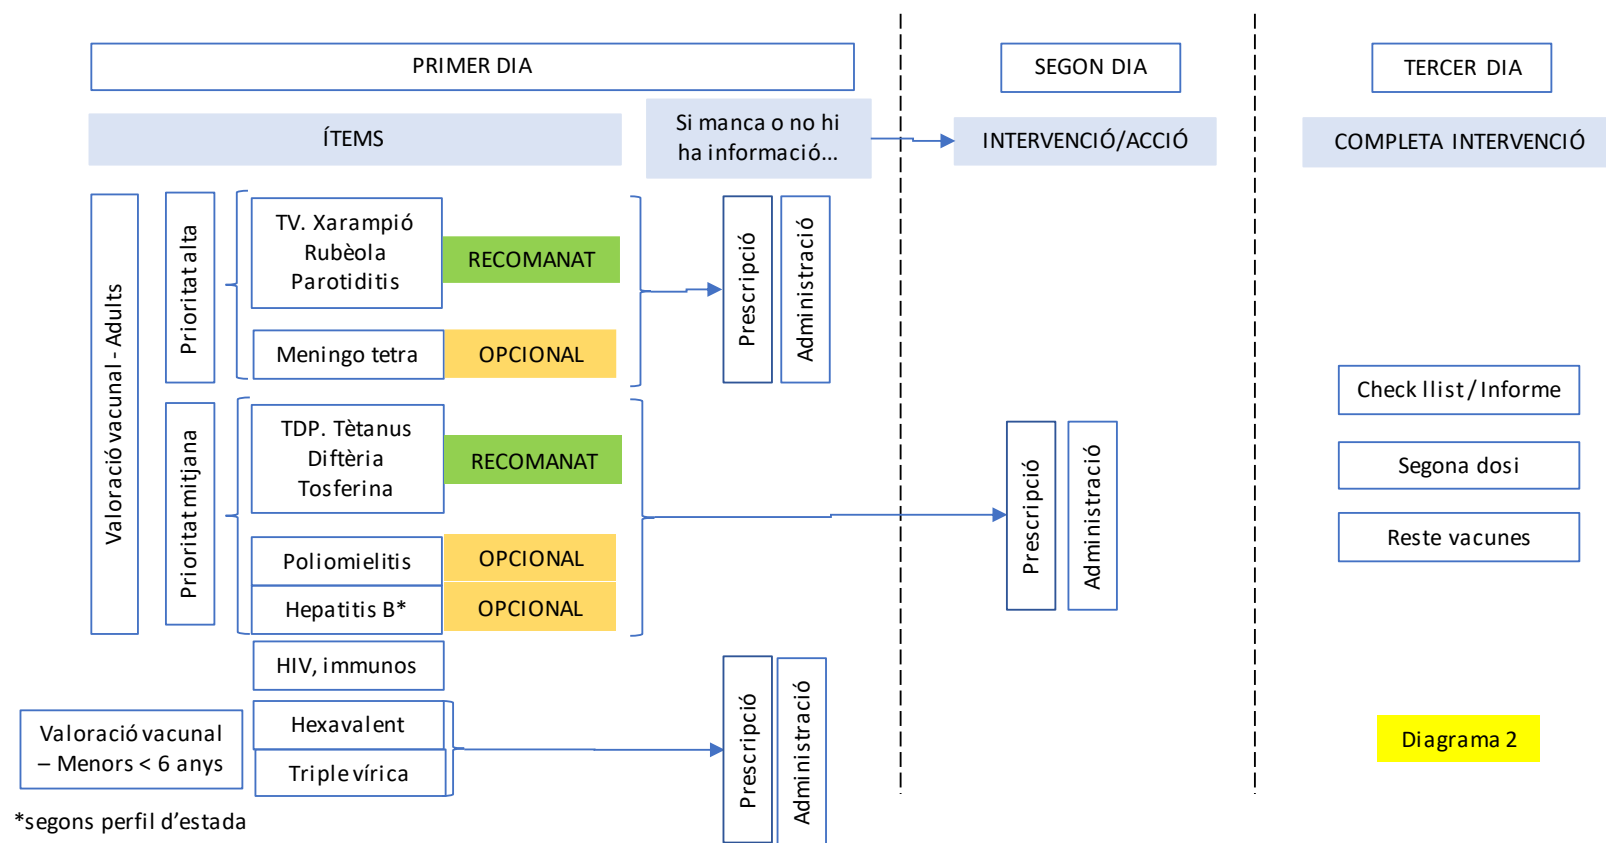 PRIMER DIA
SEGON DIA
TERCER DIA
ÍTEMS
Si manca o no hi
ha informació...
INTERVENCIÓ/ACCIÓ
COMPLETA INTERVENCIÓ
Valoració vacunal - Adults
Prioritat alta
TV. Xarampió
Rubèola
Parotiditis
RECOMANAT
Meningo tetra
OPCIONAL
Prescripció
Administració
Prioritat mitjana
TDP. Tètanus
Diftèria
Tosferina
RECOMANAT
Poliomielitis
OPCIONAL
Hepatitis B*
OPCIONAL
Prescripció
Administració
Check llist / Informe
Segona dosi
Reste vacunes
HIV, immunos
Valoració vacunal
– Menors < 6 anys
Hexavalent
Triple vírica
Prescripció
Administració
Diagrama 2
*segons perfil d'estada